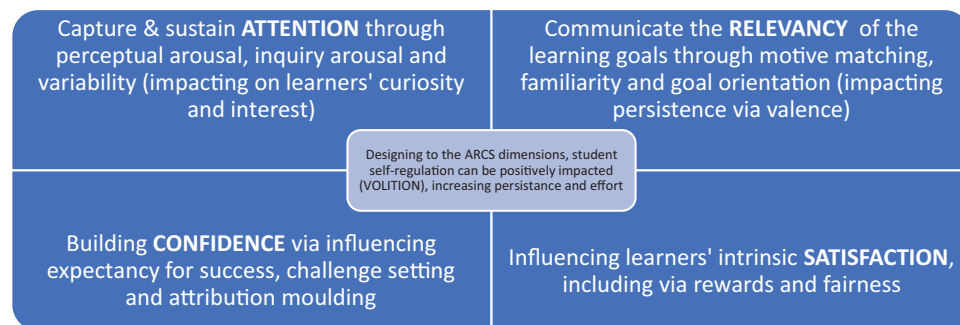 Capture & sustain ATTENTION through
perceptual arousal, inquiry arousal and
variability (impacting on learners' curiosity
and interest)
Communicate the RELEVANCY of the
learning goals through motive matching,
familiarity and goal orientation (impacting
persistence via valence)
Designing to the ARCS dimensions, student
self-regulation can be positively impacted
(VOLITION), increasing persistance and effort
Building CONFIDENCE via influencing
expectancy for success, challenge setting
and attribution moulding
Influencing learners' intrinsic SATISFACTION,
including via rewards and fairness